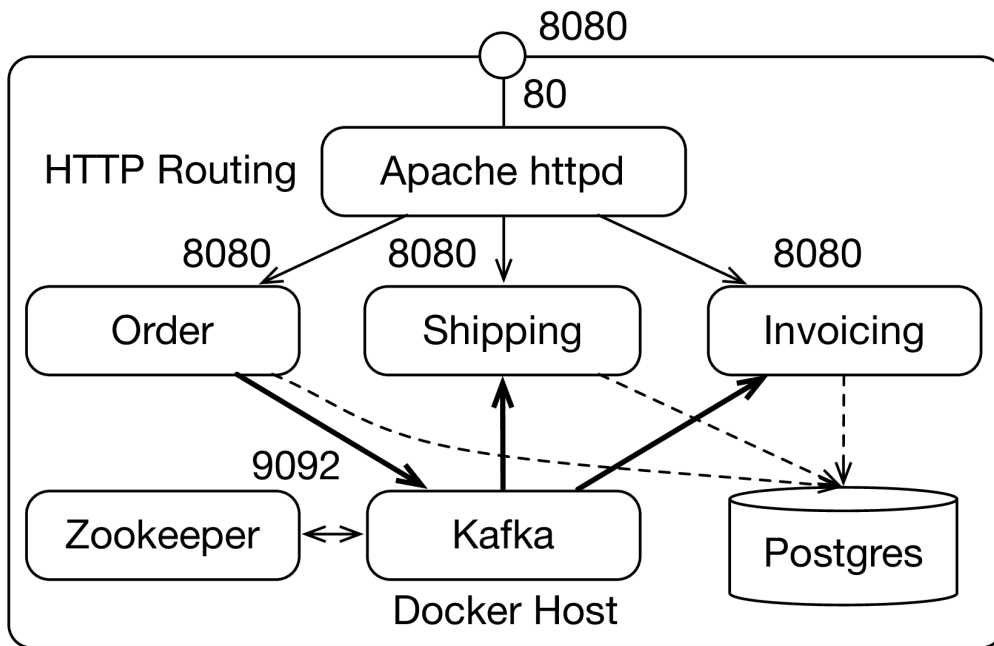 8080
80
HTTP Routing
Apache httpd
8080
8080
8080
Order
Shipping
Invoicing
9092
Zookeeper
Kafka
Postgres
Docker Host